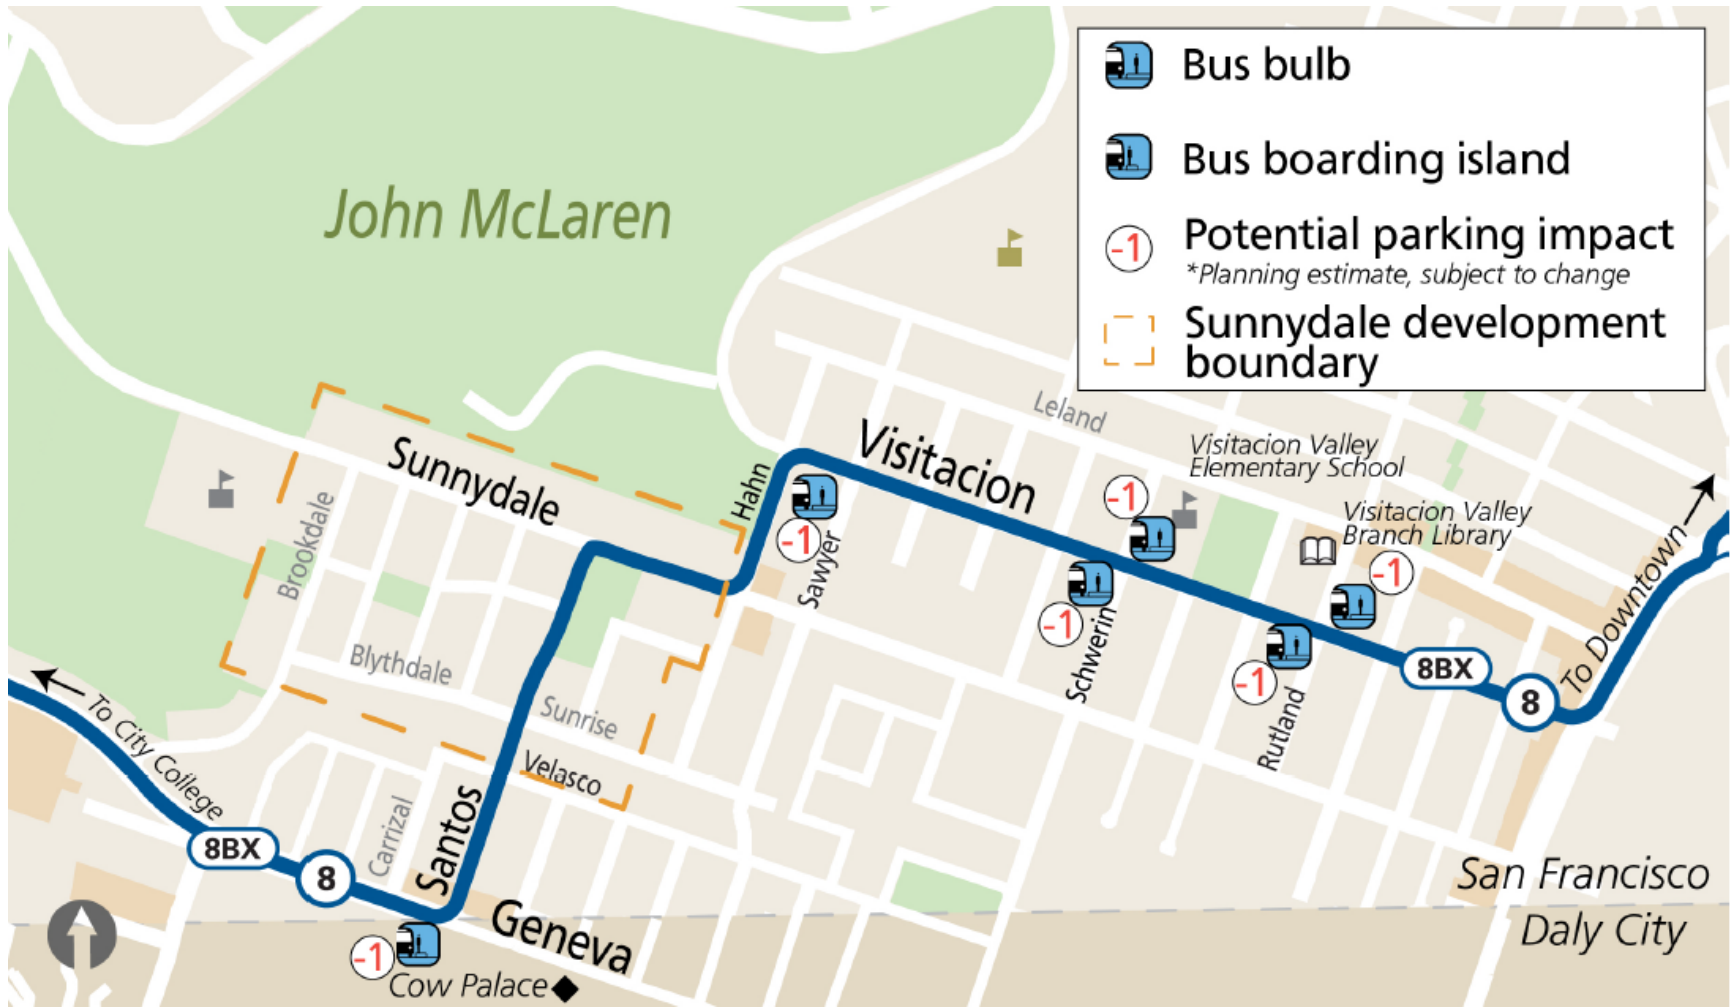 Bus bulb
Bus boarding island
-1
Potential parking impact
*Planning estimate, subject to change
Sunnydale development
boundary
John McLaren
Leland
Visitacion
Visitacion Valley
Elementary School
Visitacion Valley
Branch Library
Sunnydale
Hahn
-1
-1
-1
-1
-1
Brookdale
Sawyer
Schwerin
Rutland
To Downtown
8BX
8
Blythdale
Sunrise
Velasco
To City College
8BX
8
Carrizal
Santos
Geneva
-1
Cow Palace
San Francisco
Daly City